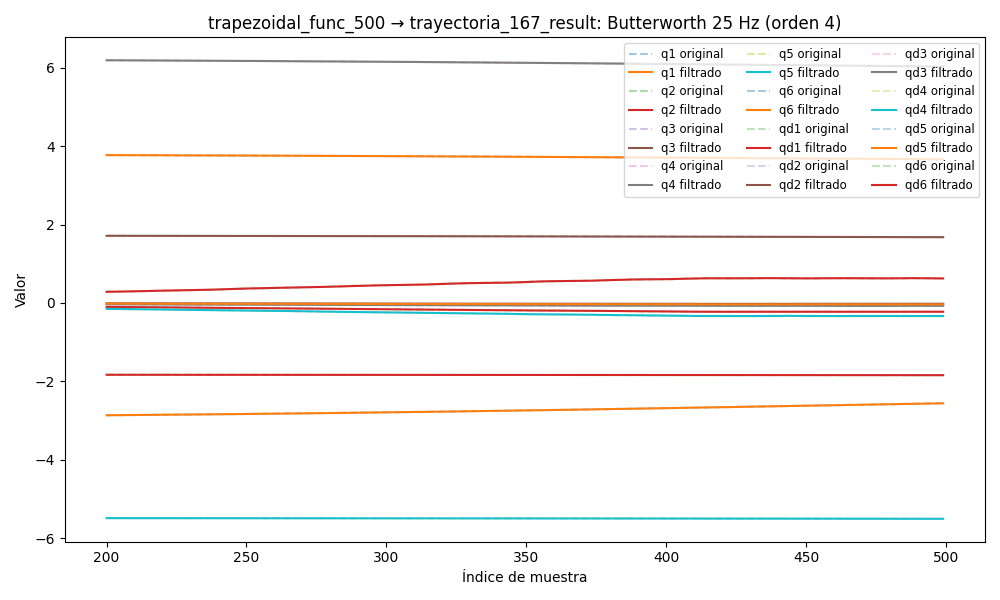 trapezoidal_func_500 → trayectoria_167_result: Butterworth 25 Hz (orden 4)
q1 original
q1 filtrado
q2 original
q2 filtrado
q3 original
q3 filtrado
q4 original
q4 filtrado
q5 original
q5 filtrado
q6 original
q6 filtrado
qd1 original
qd1 filtrado
qd2 original
qd2 filtrado
qd3 original
qd3 filtrado
qd4 original
qd4 filtrado
qd5 original
qd5 filtrado
qd6 original
qd6 filtrado
Valor
6
4
2
0
−2
−4
−6
200
250
300
350
400
450
500
Índice de muestra